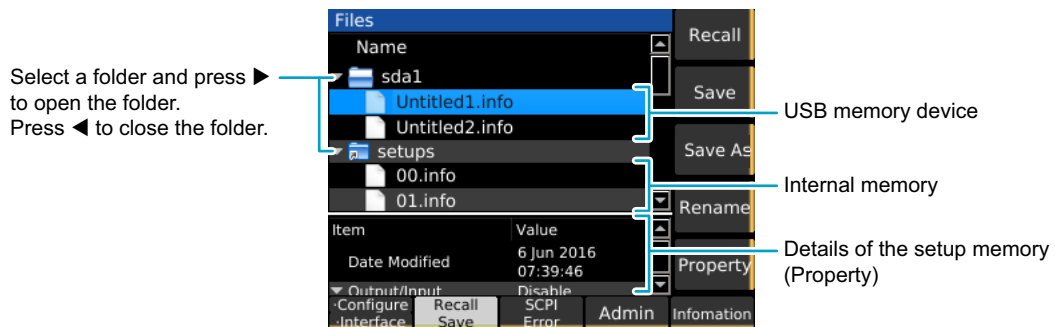 Files
Name
sda1
Untitled1.info
Untitled2.info
setups
00.info
01.info
Item Value
Date Modified 6 Jun 2016
07:39:46
Output/Input Disable
Recall
Save
Save As
Rename
Property
·Configure
·Interface
Recall
Save
SCPI
Error
Admin
Infomation
Select a folder and press ▶
to open the folder.
Press ◀ to close the folder.
USB memory device
Internal memory
Details of the setup memory
(Property)